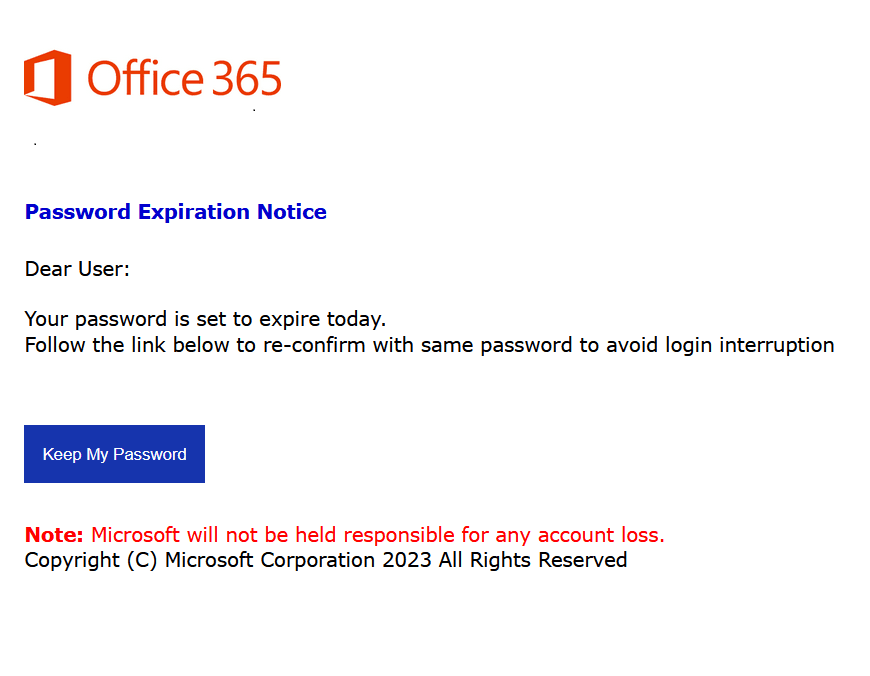 Office 365
Password Expiration Notice
Dear User:
Your password is set to expire today.
Follow the link below to re-confirm with same password to avoid login interruption
Keep My Password
Note: Microsoft will not be held responsible for any account loss.
Copyright (C) Microsoft Corporation 2023 All Rights Reserved